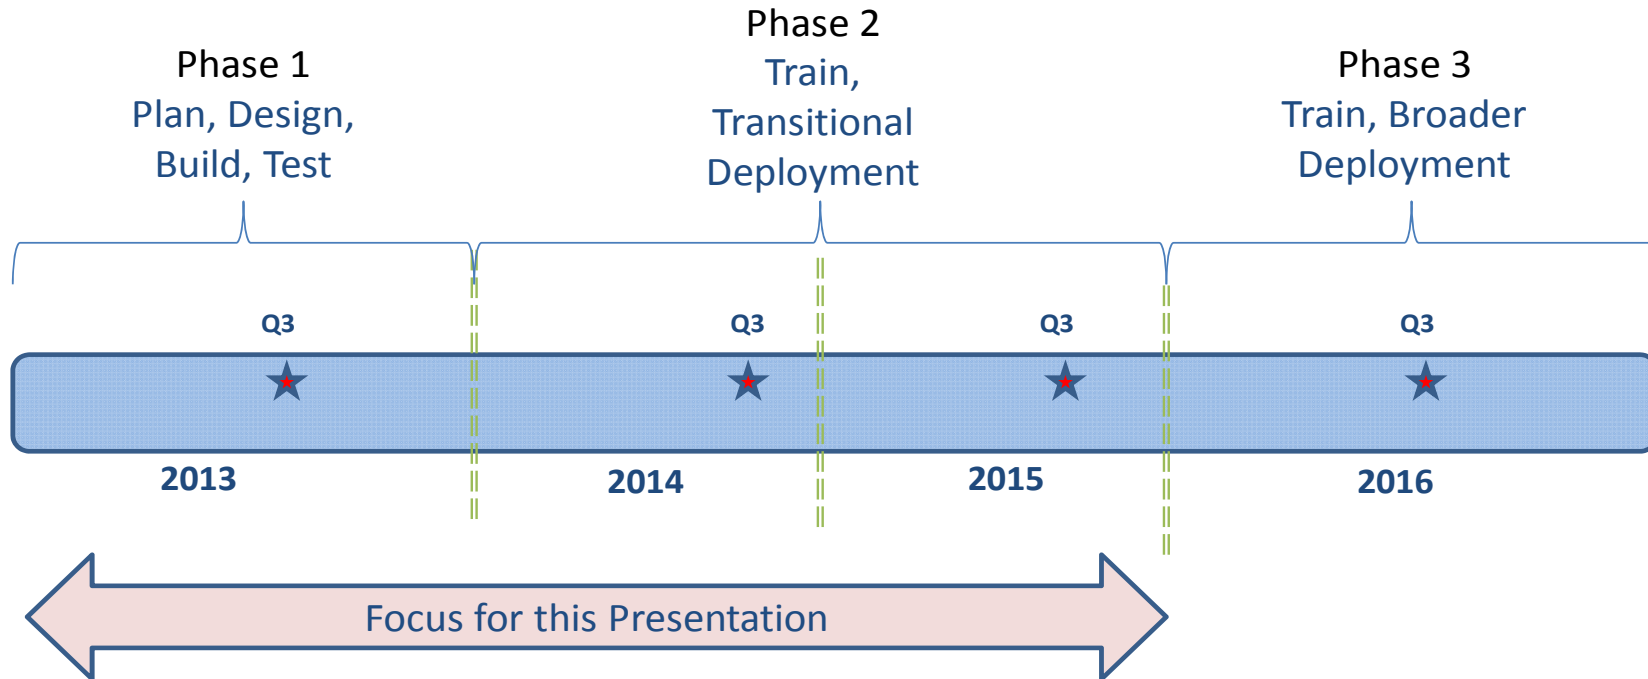 Phase 1
Plan, Design,
Build, Test
Phase 2
Train,
Transitional
Deployment
Phase 3
Train, Broader
Deployment
Q3
Q3
Q3
Q3
2013
2014
2015
2016
Focus for this Presentation